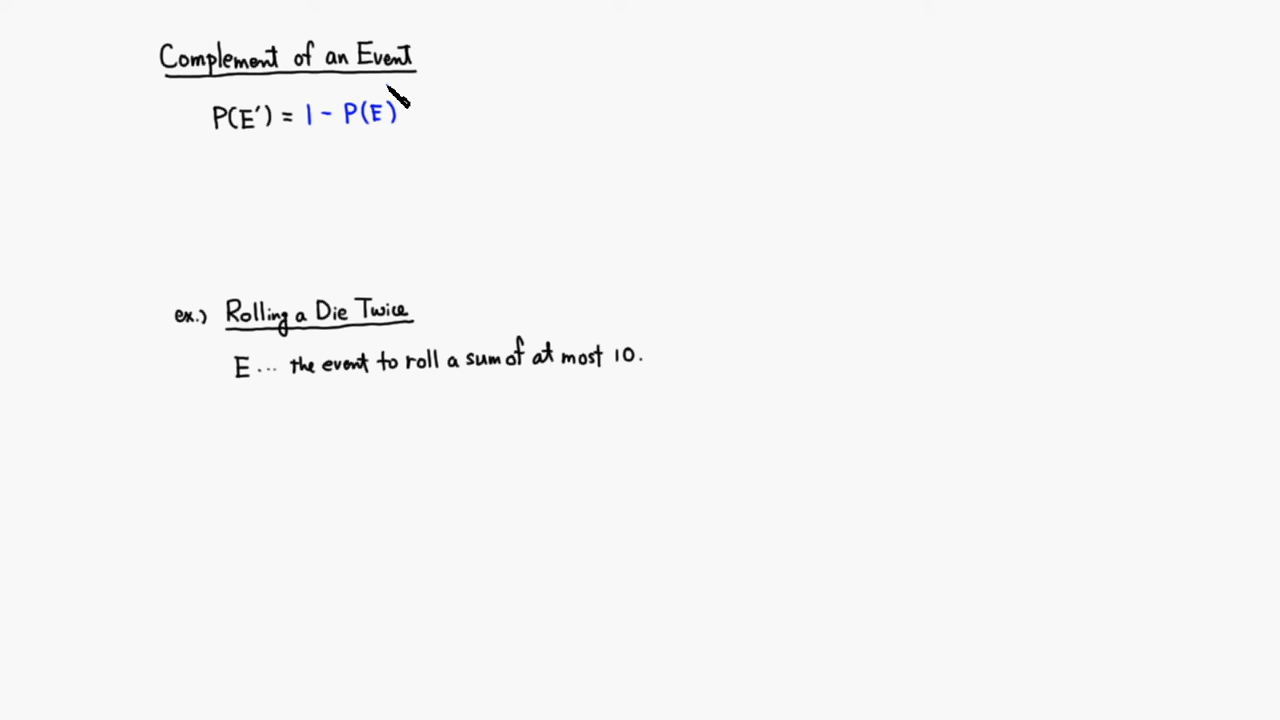 Complement of an Event
P(E′) = 1 - P(E)
ex.) Rolling a Die Twice
E ... the event to roll a sum of at most 10.